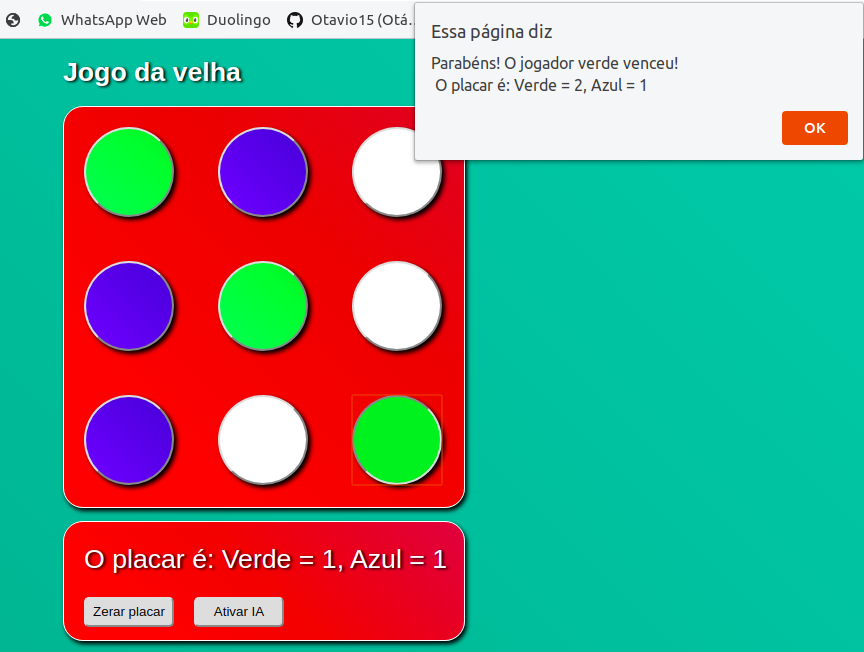 WhatsApp Web
Duolingo
Otavio15 (Otá...
Essa página diz
Parabéns! O jogador verde venceu!
O placar é: Verde = 2, Azul = 1
OK
Jogo da velha
O placar é: Verde = 1, Azul = 1
Zerar placar
Ativar IA